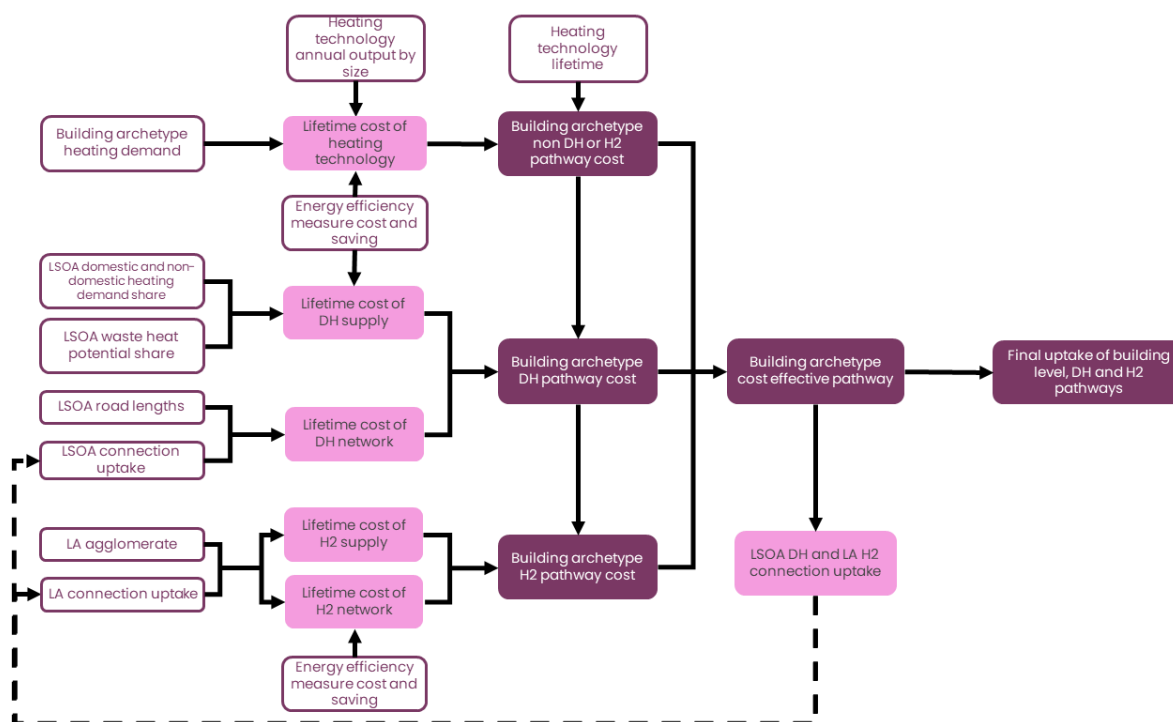 Heating
technology
annual output by
size
Heating
technology
lifetime
Building archetype
heating demand
Lifetime cost of
heating
technology
Building archetype
non DH or H2
pathway cost
Energy efficiency
measure cost and
saving
LSOA domestic and non-
domestic heating
demand share
LSOA waste heat
potential share
Lifetime cost of
DH supply
LSOA road lengths
LSOA connection
uptake
Lifetime cost of
DH network
Building archetype
DH pathway cost
Building archetype
cost effective pathway
Final uptake of building
level, DH and H2
pathways
LA agglomerate
LA connection uptake
Lifetime cost of
H2 supply
Lifetime cost of
H2 network
Building archetype
H2 pathway cost
LSOA DH and LA H2
connection uptake
Energy efficiency
measure cost and
saving